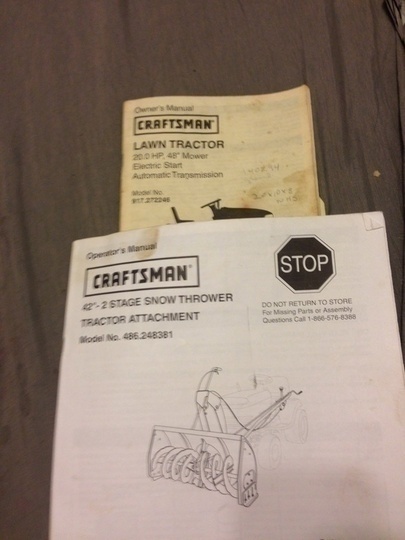 Owner's Manual
CRAFTSMAN
LAWN TRACTOR
20.0 HP, 48" Mower
Electric Start
Automatic Transmission
Model No.
917.272246
Operator's Manual
CRAFTSMAN
42"- 2 STAGE SNOW THROWER
TRACTOR ATTACHMENT
Model No. 486.248381
STOP
DO NOT RETURN TO STORE
For Missing Parts or Assembly
Questions Call 1-866-576-8388